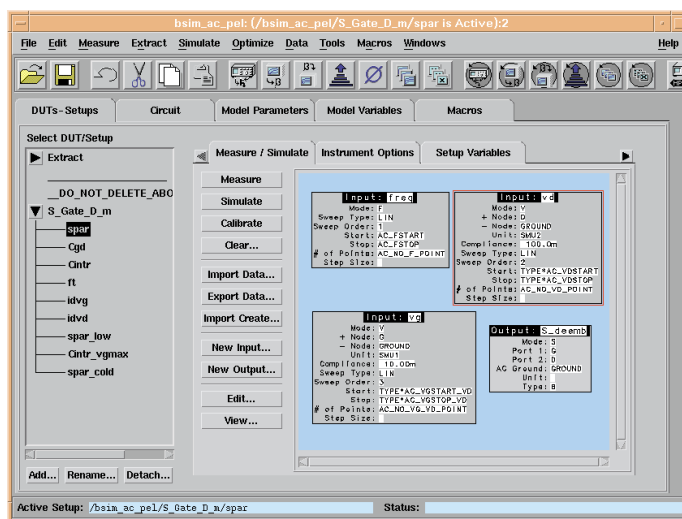 bsim_ac_pel: (/bsim_ac_pel/S_Gate_D_m/spar is Active):2
File Edit Measure Extract Simulate Optimize Data Tools Macros Windows Help
DUTs-Setups Circuit Model Parameters Model Variables Macros
Select DUT/Setup
Extract
__DO_NOT_DELETE_ABO
S_Gate_D_m
spar
Cgd
Cintr
ft
idvg
idvd
spar_low
Cintr_vgmax
spar_cold
Add... Rename... Detach...
Measure / Simulate Instrument Options Setup Variables
Measure
Simulate
Calibrate
Clear...
Import Data...
Export Data...
Import Create...
New Input...
New Output...
Edit...
View...
Input: freq
Mode: F
Sweep Type: LIN
Sweep Order: 1
Start: AC_FSTART
Stop: AC_FSTOP
# of Points: AC_NO_F_POINT
Step Size:
Input: vd
Mode: V
+ Node: D
- Node: GROUND
Unit: SMU2
Compliance: 100.0m
Sweep Type: LIN
Sweep Order: 2
Start: TYPE*AC_VDSTART
Stop: TYPE*AC_VDSTOP
# of Points: AC_NO_VD_POINT
Step Size:
Input: vg
Mode: V
+ Node: G
- Node: GROUND
Unit: SMU1
Compliance: 10.00m
Sweep Type: LIN
Sweep Order: 3
Start: TYPE*AC_VGSTART_VD
Stop: TYPE*AC_VGSTOP_VD
# of Points: AC_NO_VG_VD_POINT
Step Size:
Output: S_deemb
Mode: S
Port 1: G
Port 2: D
AC Ground: GROUND
Unit:
Type: B
Active Setup: /bsim_ac_pel/S_Gate_D_m/spar Status: